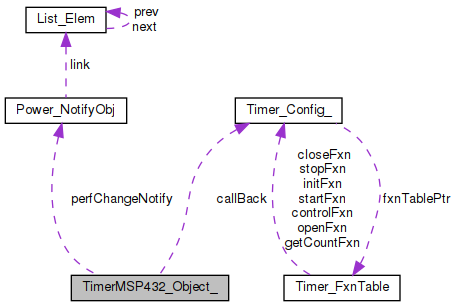 List_Elem
prev
next
link
Power_NotifyObj
Timer_Config_
closeFxn
stopFxn
initFxn
startFxn
controlFxn
openFxn
getCountFxn
perfChangeNotify
callBack
fxnTablePtr
TimerMSP432_Object_
Timer_FxnTable